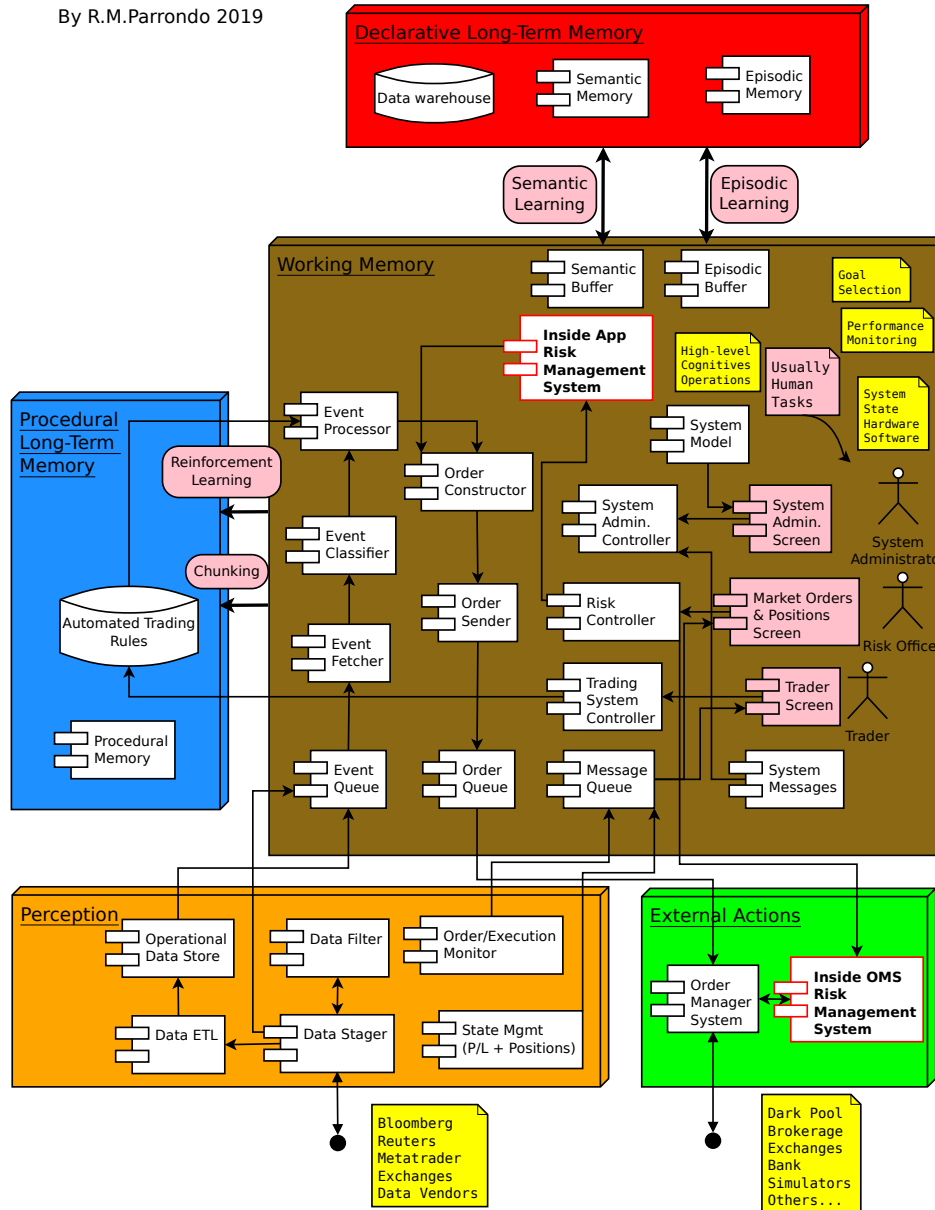 By R.M.Parrondo 2019
Declarative Long-Term Memory
Data warehouse
Semantic
Memory
Episodic
Memory
Semantic
Learning
Episodic
Learning
Working Memory
Semantic
Buffer
Episodic
Buffer
Goal
Selection
Performance
Monitoring
Inside App
Risk
Management
System
High-level
Cognitives
Operations
Usually
Human
Tasks
System
State
Hardware
Software
Procedural
Long-Term
Memory
Event
Processor
System
Model
Reinforcement
Learning
Order
Constructor
System
Admin.
Controller
System
Admin.
Screen
System
Administrato
Event
Classifier
Chunking
Automated Trading
Rules
Order
Sender
Risk
Controller
Market Orders
& Positions
Screen
Risk Office
Event
Fetcher
Trading
System
Controller
Trader
Screen
Trader
Procedural
Memory
Event
Queue
Order
Queue
Message
Queue
System
Messages
Perception
Operational
Data Store
Data Filter
Order/Execution
Monitor
Data ETL
Data Stager
State Mgmt
(P/L + Positions)
External Actions
Order
Manager
System
Inside OMS
Risk
Management
System
Bloomberg
Reuters
Metatrader
Exchanges
Data Vendors
Dark Pool
Brokerage
Exchanges
Bank
Simulators
Others...